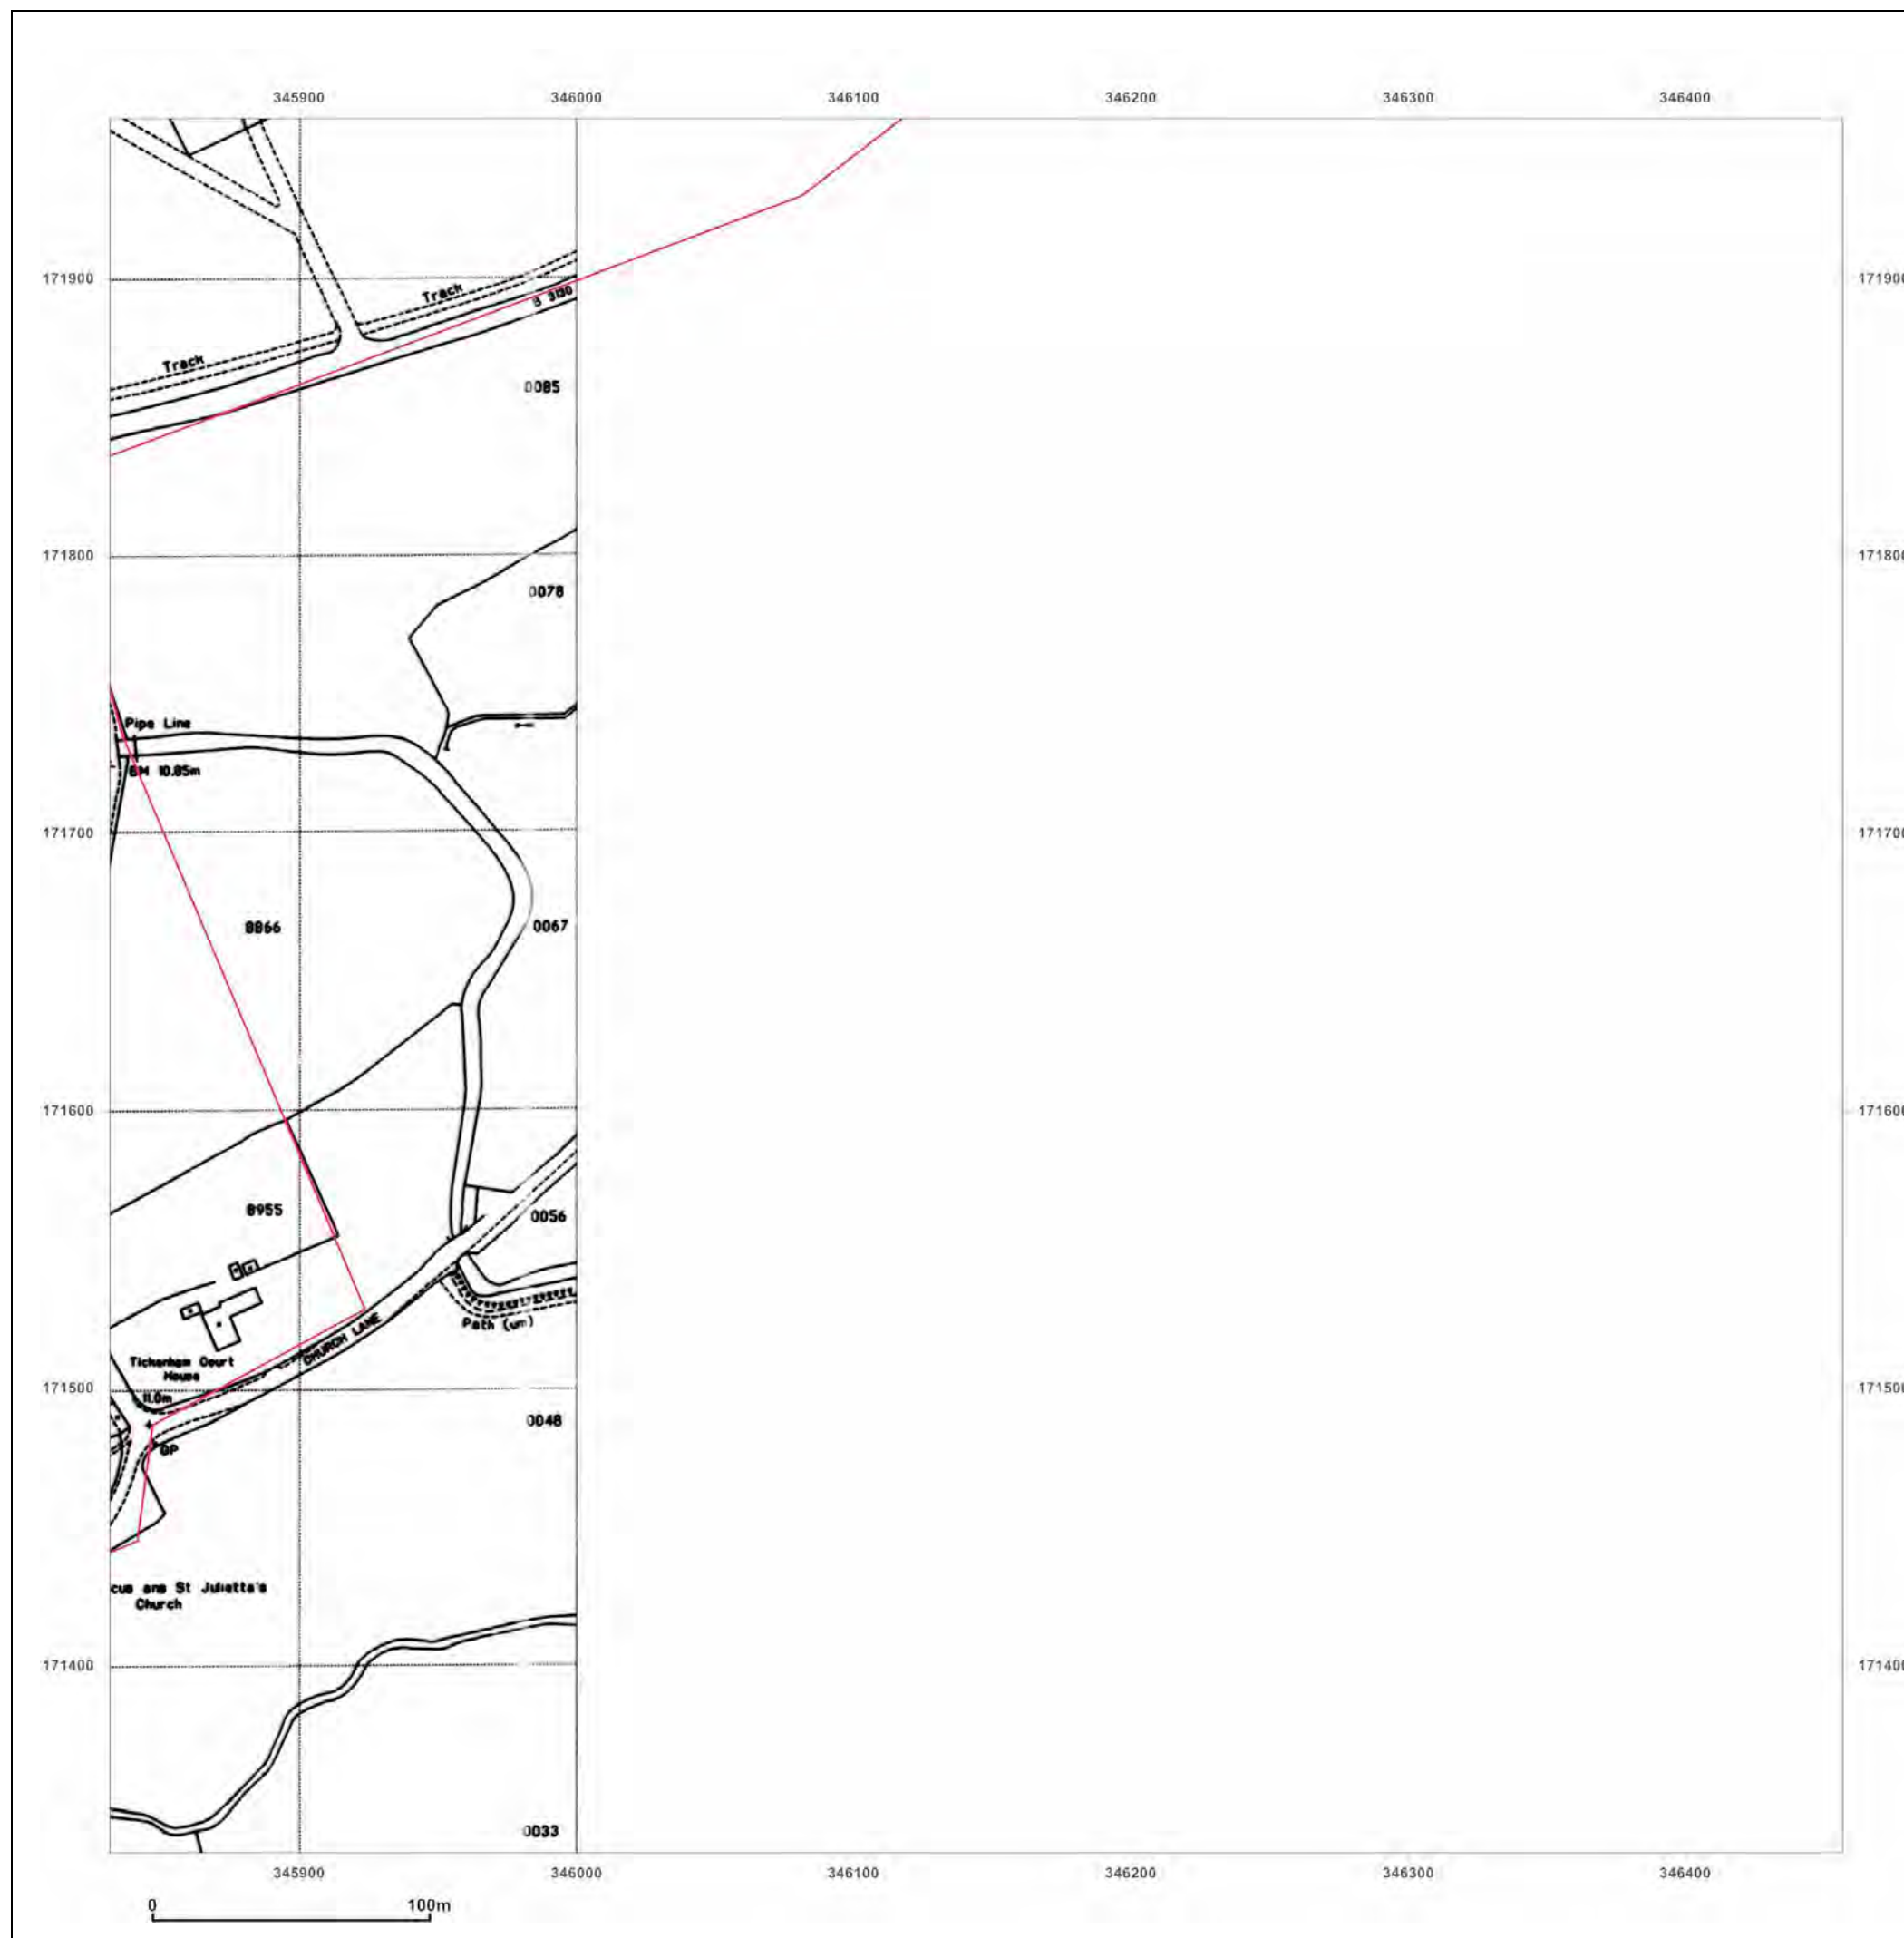 345900 346000 346100 346200 346300 346400
171900 171900
Track
B 3130
Track
0085
171800 171800
0078
Pipe Line
BM 10.85m
171700 171700
8866
0067
171600 171600
8955
0056
Path (um)
CHURCH LANE
Tickenham Court
House
171500 171500
11.0m
0048
GP
cus ans St Julietta's
Church
171400 171400
0033
345900 346000 346100 346200 346300 346400
0 100m